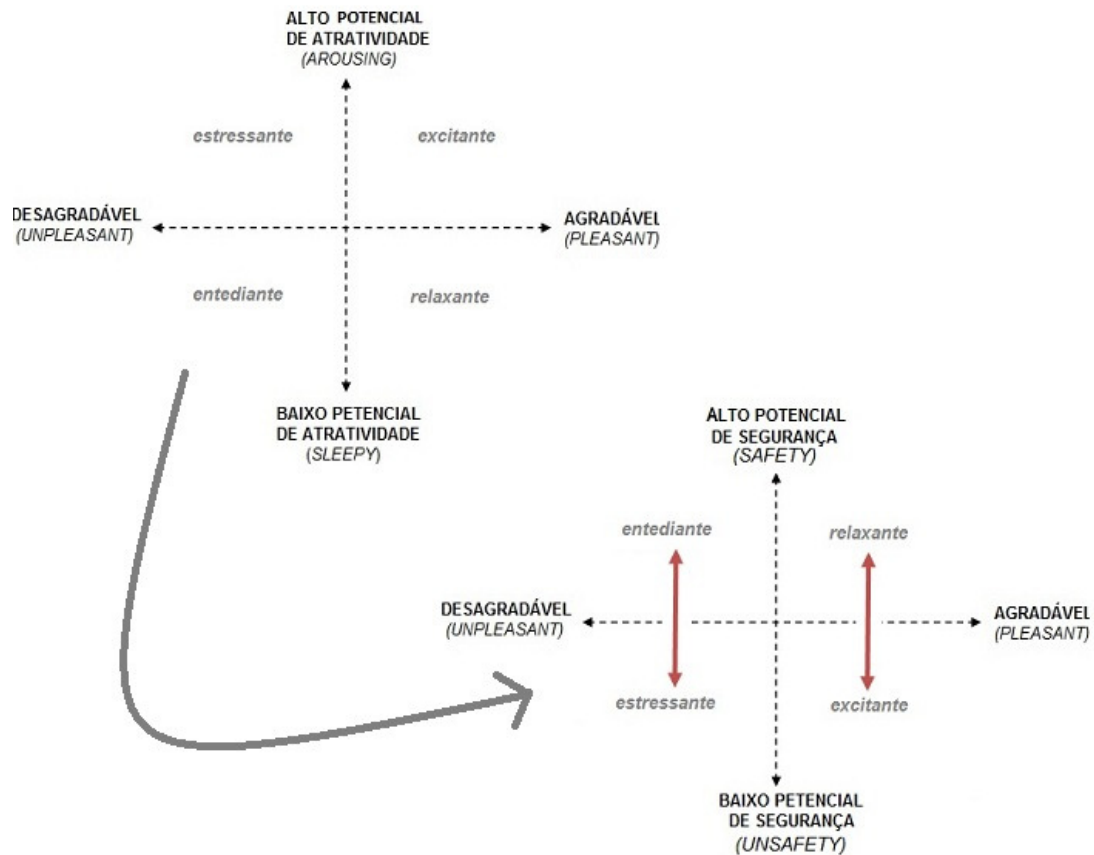 ALTO POTENCIAL
DE ATRATIVIDADE
(AROUSING)
estressante
excitante
DESAGRADÁVEL
(UNPLEASANT)
AGRADÁVEL
(PLEASANT)
entediante
relaxante
BAIXO PETENCIAL
DE ATRATIVIDADE
(SLEEPY)
ALTO POTENCIAL
DE SEGURANÇA
(SAFETY)
entediante
relaxante
DESAGRADÁVEL
(UNPLEASANT)
AGRADÁVEL
(PLEASANT)
estressante
excitante
BAIXO PETENCIAL
DE SEGURANÇA
(UNSAFETY)